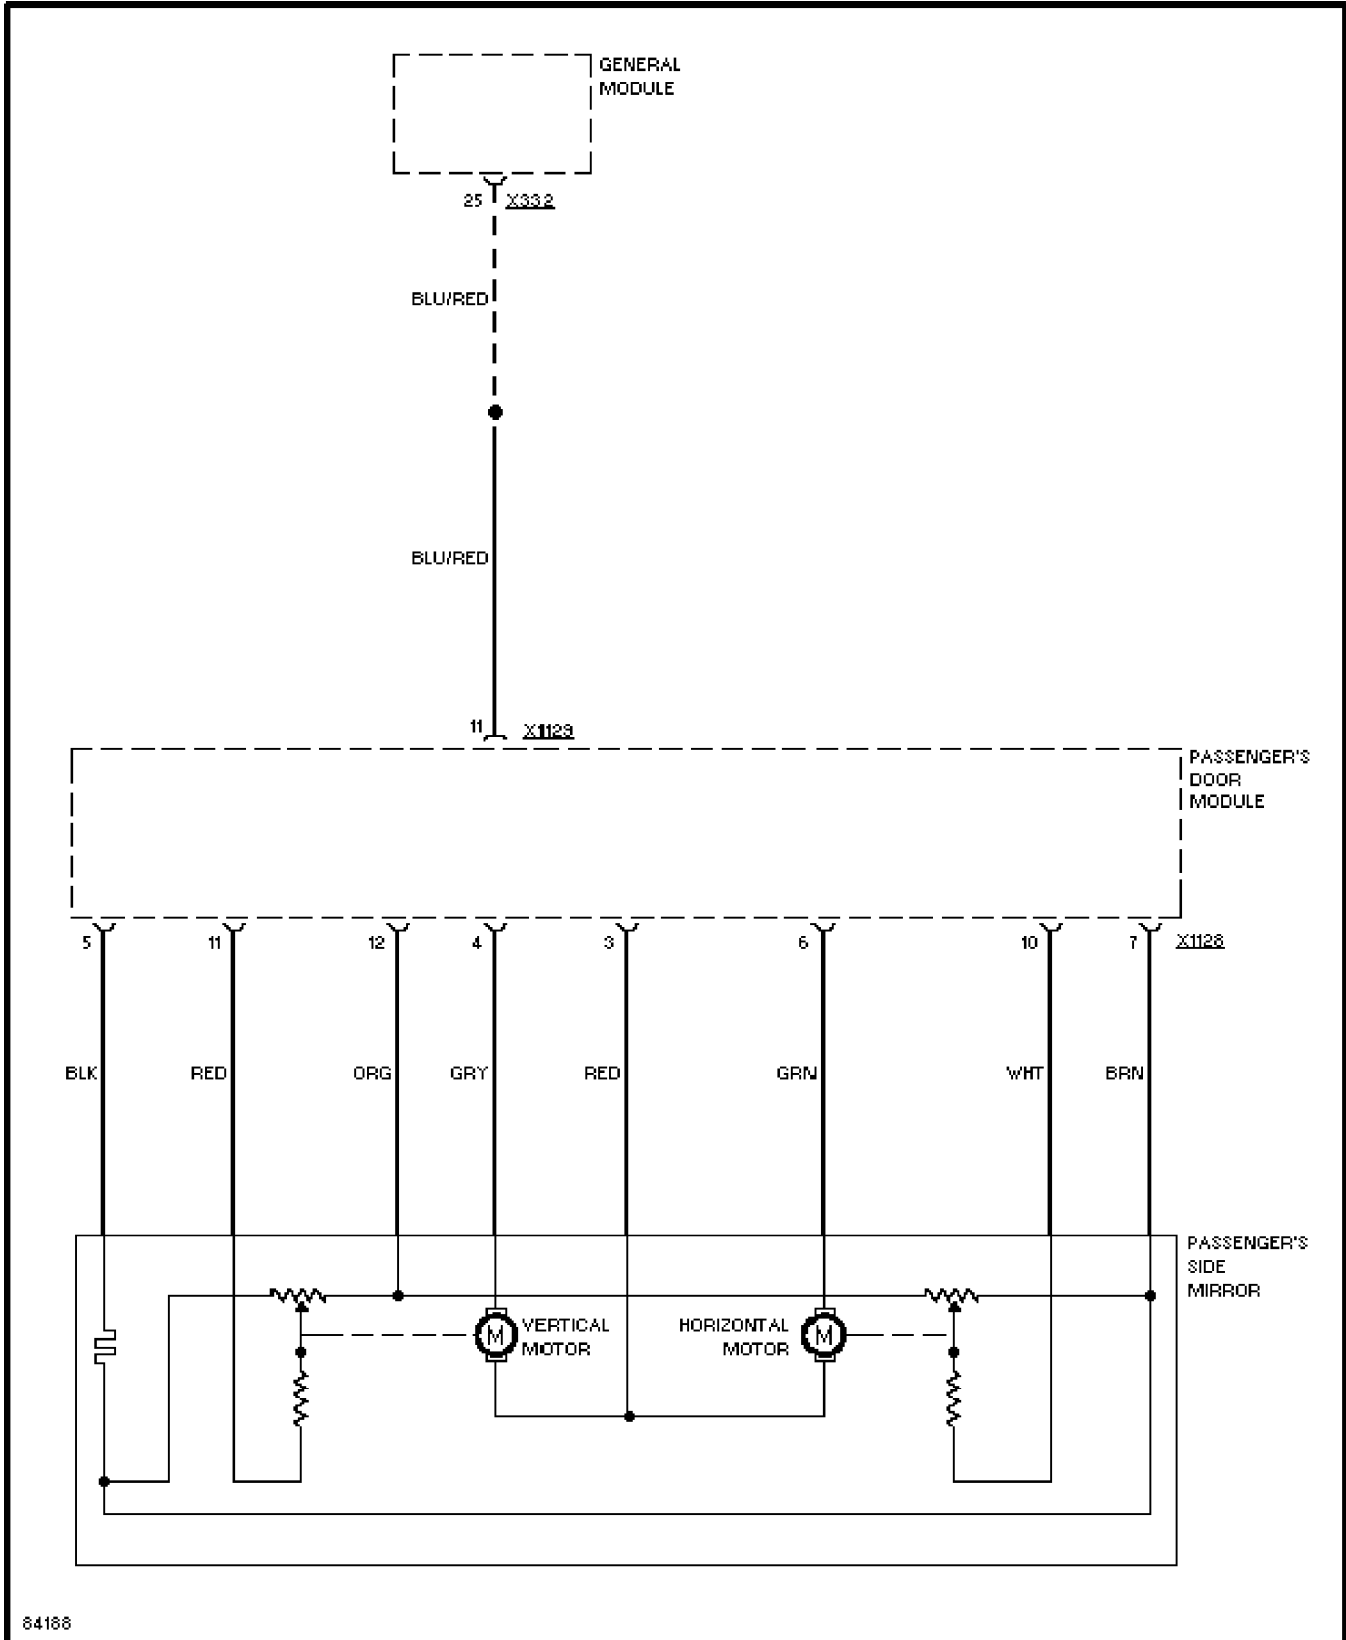 GENERAL
MODULE
25 X332
BLU/RED
BLU/RED
11 X1129
PASSENGER'S
DOOR
MODULE
5 11 12 4 3 6 10 7 X1128
BLK RED ORG GRY RED GRN WHT BRN
PASSENGER'S
SIDE
MIRROR
M VERTICAL
MOTOR
HORIZONTAL
MOTOR M
84188